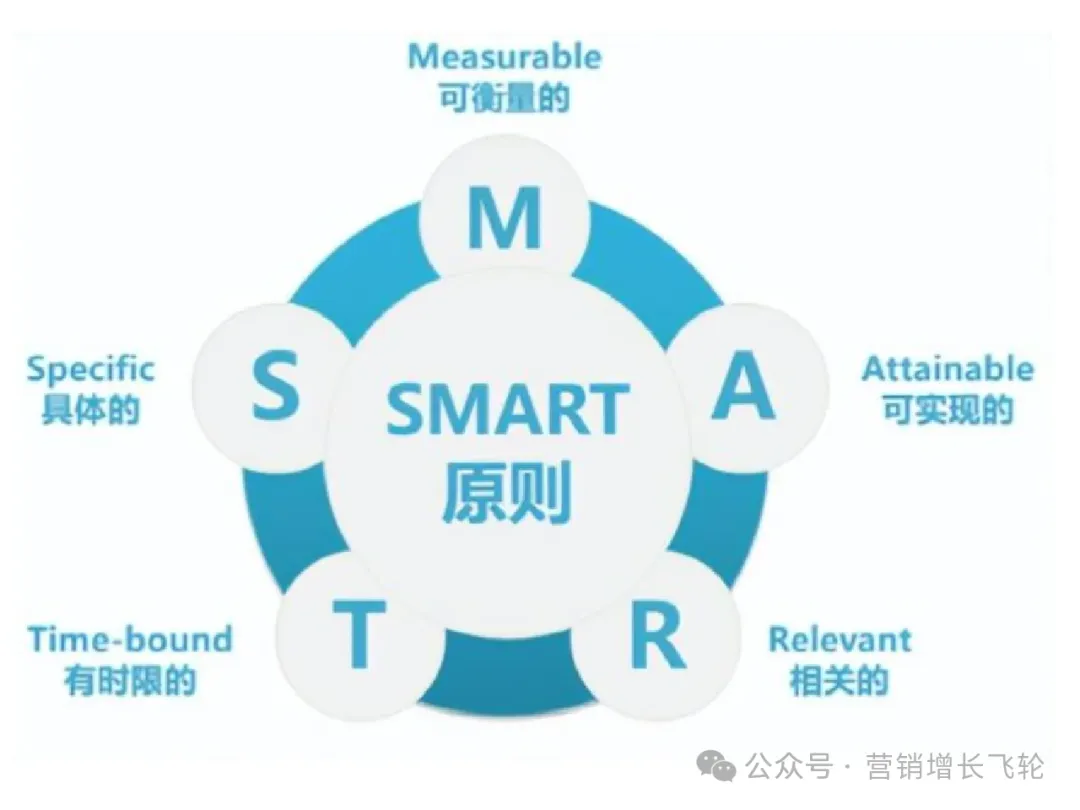 Measurable
可衡量的
M
Specific
具体的
S
SMART
原则
A
Attainable
可实现的
Time-bound
有时限的
T
R
Relevant
相关的
公众号 · 营销增长飞轮